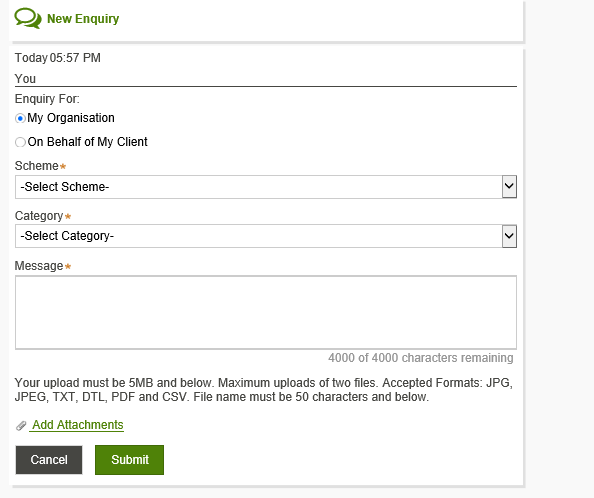 New Enquiry
Today 05:57 PM
You
Enquiry For:
My Organisation
On Behalf of My Client
Scheme*
-Select Scheme-
Category*
-Select Category-
Message*
4000 of 4000 characters remaining
Your upload must be 5MB and below. Maximum uploads of two files. Accepted Formats: JPG,
JPEG, TXT, DTL, PDF and CSV. File name must be 50 characters and below.
Add Attachments
Cancel Submit